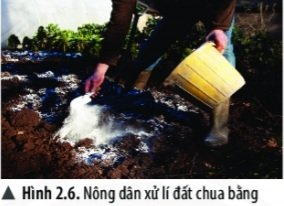 ▲ Hình 2.6. Nông dân xử lí đất chua bằng